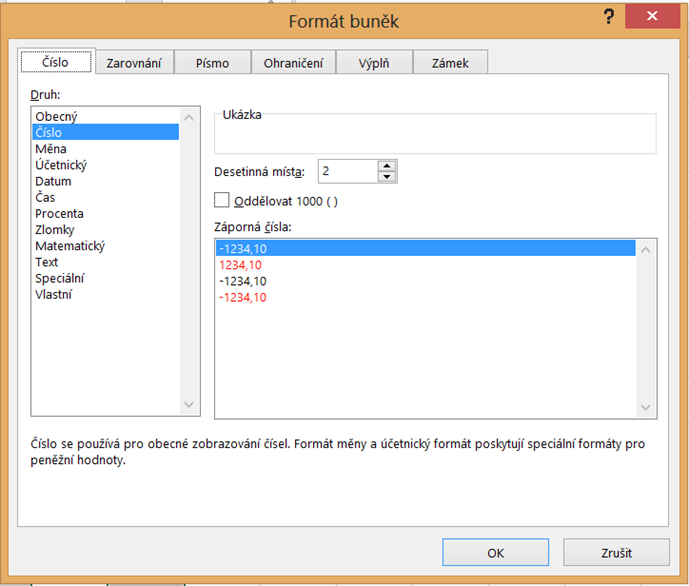 Formát buněk
?
Číslo
Zarovnání
Písmo
Ohraničení
Výplň
Zámek
Druh:
Obecný
Číslo
Měna
Účetnický
Datum
Čas
Procenta
Zlomky
Matematický
Text
Speciální
Vlastní
Ukázka
Desetinná místa: 2
Oddělovat 1000 ( )
Záporná čísla:
-1234,10
1234,10
-1234,10
-1234,10
Číslo se používá pro obecné zobrazování čísel. Formát měny a účetnický formát poskytují speciální formáty pro
peněžní hodnoty.
OK
Zrušit